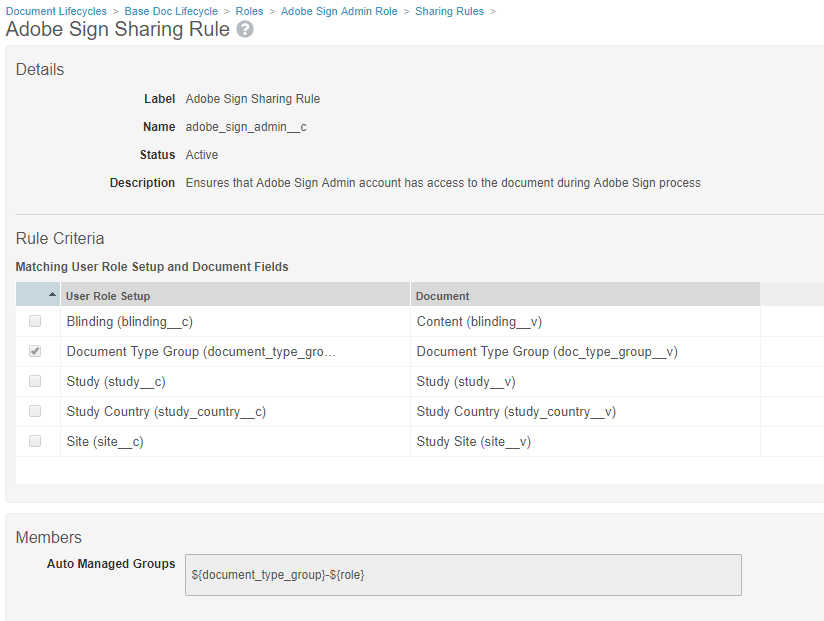 Document Lifecycles > Base Doc Lifecycle > Roles > Adobe Sign Admin Role > Sharing Rules >
Adobe Sign Sharing Rule ?
Details
Label Adobe Sign Sharing Rule
Name adobe_sign_admin__c
Status Active
Description Ensures that Adobe Sign Admin account has access to the document during Adobe Sign process
Rule Criteria
Matching User Role Setup and Document Fields
User Role Setup Document
Blinding (blinding__c) Content (blinding__v)
Document Type Group (document_type_gro… Document Type Group (doc_type_group__v)
Study (study__c) Study (study__v)
Study Country (study_country__c) Study Country (study_country__v)
Site (site__c) Study Site (site__v)
Members
Auto Managed Groups ${document_type_group}-${role}